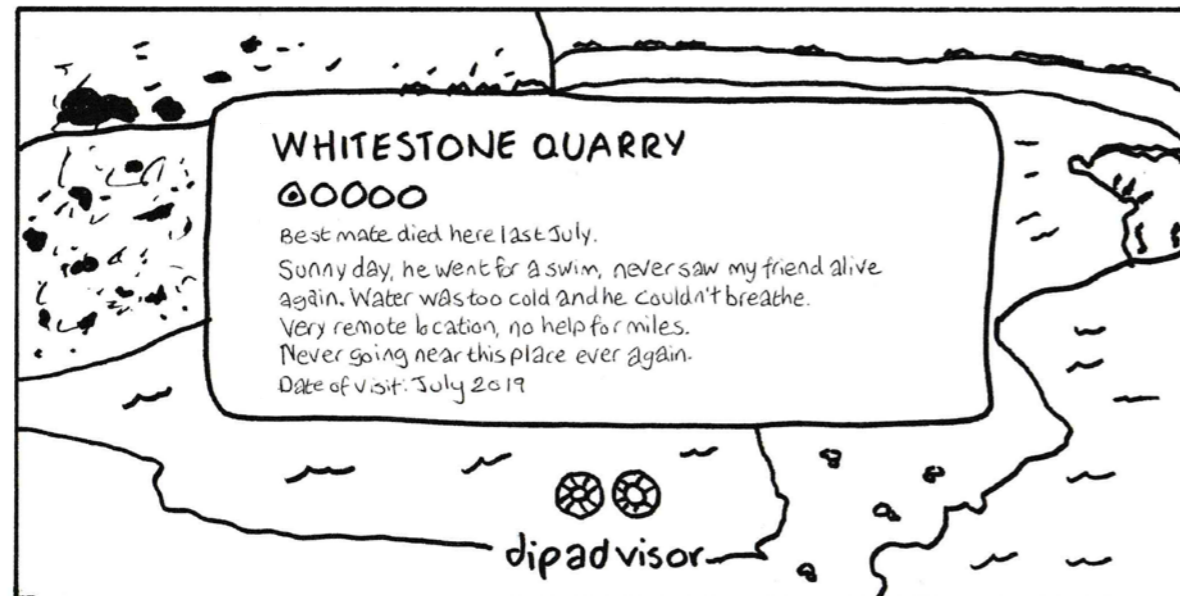 WHITESTONE QUARRY
Best mate died here last July.
Sunny day, he went for a swim, never saw my friend alive
again. Water was too cold and he couldn't breathe.
Very remote location, no help for miles.
Never going near this place ever again.
Date of visit: July 2019
dipadvisor